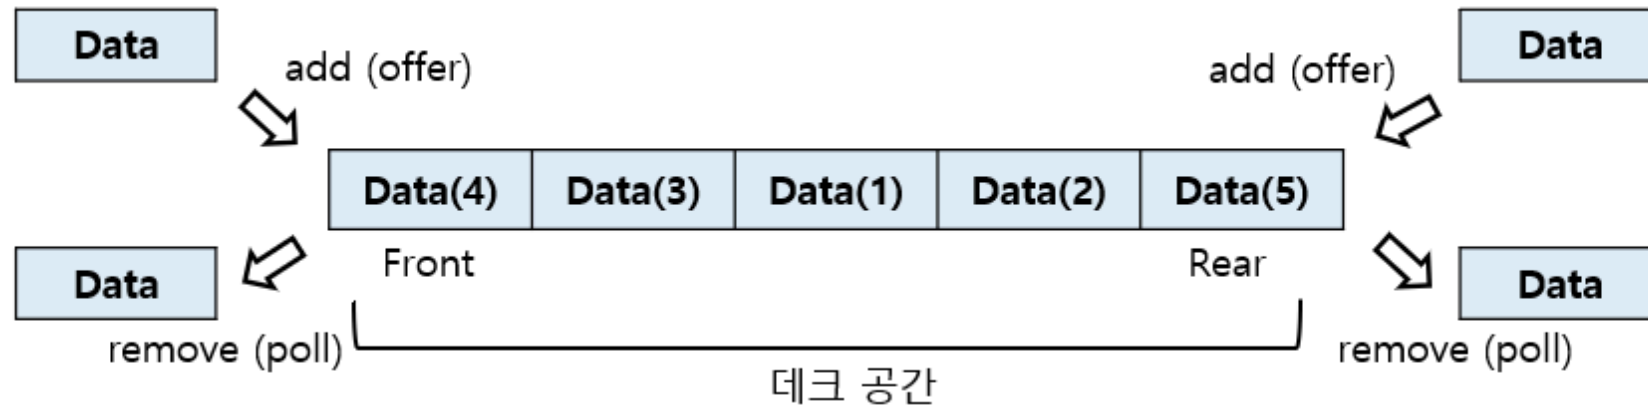 Data
Data
add (offer)
add (offer)
Data(4) Data(3) Data(1) Data(2) Data(5)
Front
Rear
Data
Data
remove (poll)
remove (poll)
데크 공간